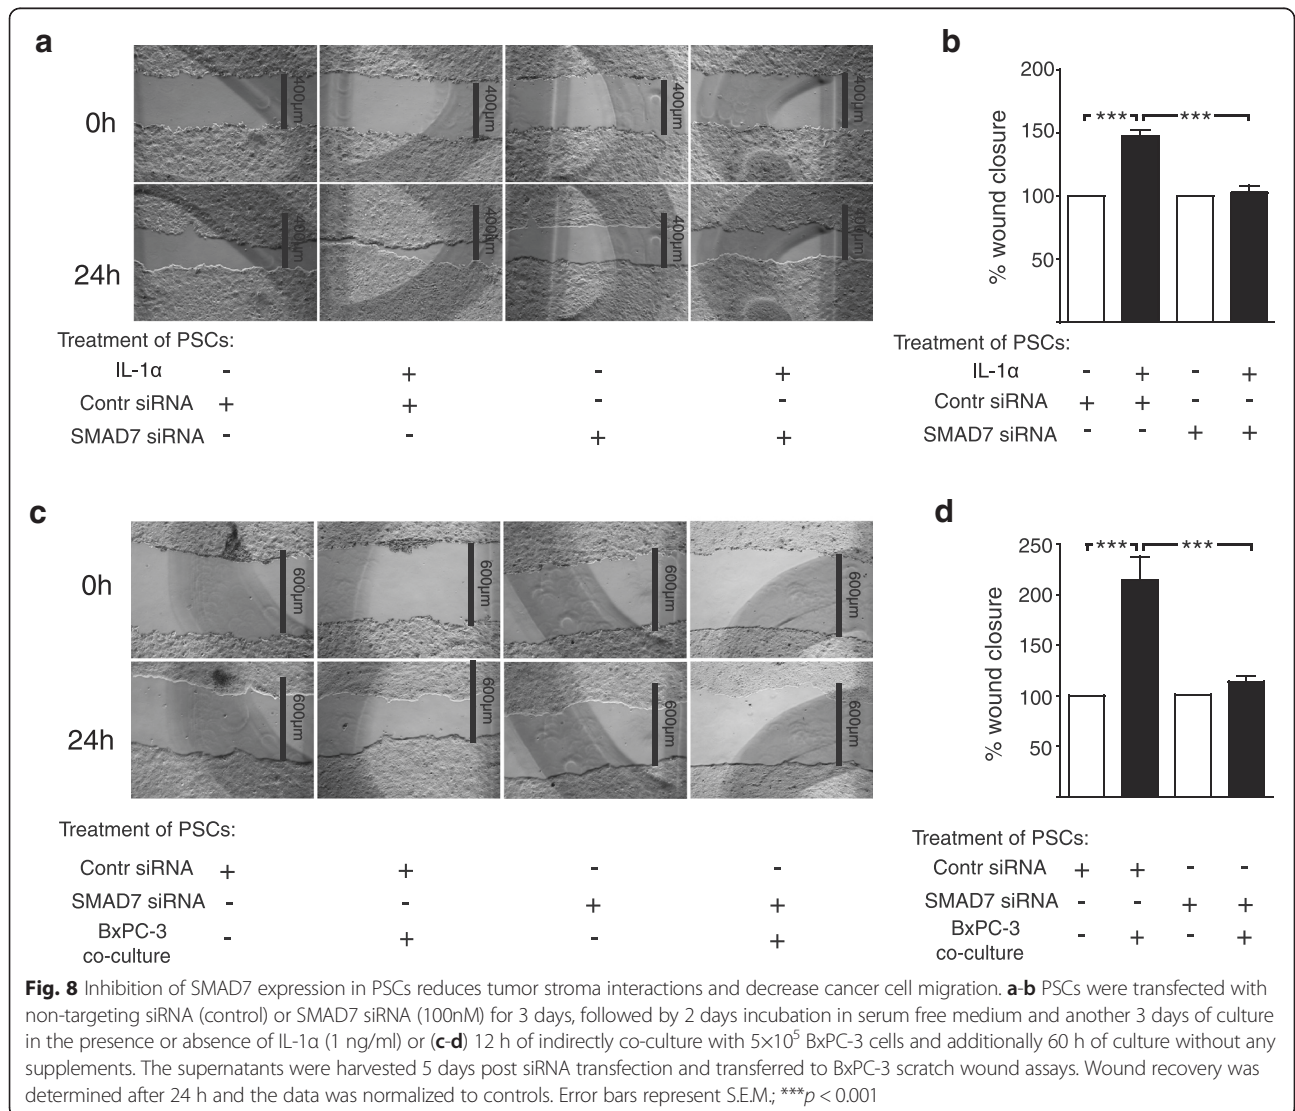 a
0h
400µm
400µm
400µm
400µm
24h
400µm
400µm
400µm
400µm
Treatment of PSCs:
IL-1α - + - +
Contr siRNA + + - -
SMAD7 siRNA - - + +
b
% wound closure
200
150
100
50
*** ***
Treatment of PSCs:
IL-1α - + - +
Contr siRNA + + - -
SMAD7 siRNA - - + +
c
0h
600µm
600µm
600µm
600µm
24h
600µm
600µm
600µm
600µm
Treatment of PSCs:
Contr siRNA + + - -
SMAD7 siRNA - - + +
BxPC-3
co-culture - + - +
d
% wound closure
250
200
150
100
50
*** ***
Treatment of PSCs:
Contr siRNA + + - -
SMAD7 siRNA - - + +
BxPC-3
co-culture - + - +
Fig. 8 Inhibition of SMAD7 expression in PSCs reduces tumor stroma interactions and decrease cancer cell migration. a-b PSCs were transfected with
non-targeting siRNA (control) or SMAD7 siRNA (100nM) for 3 days, followed by 2 days incubation in serum free medium and another 3 days of culture
in the presence or absence of IL-1α (1 ng/ml) or (c-d) 12 h of indirectly co-culture with 5×10⁵ BxPC-3 cells and additionally 60 h of culture without any
supplements. The supernatants were harvested 5 days post siRNA transfection and transferred to BxPC-3 scratch wound assays. Wound recovery was
determined after 24 h and the data was normalized to controls. Error bars represent S.E.M.; ***p < 0.001